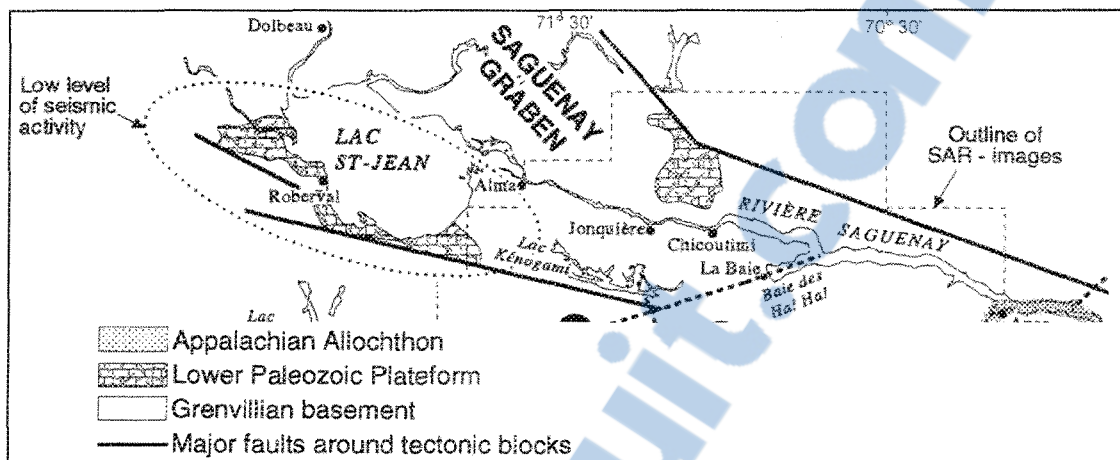 71° 30'
70° 30'
Dolbeau
SAGUENAY
GRABEN
Low level
of seismic
activity
LAC
ST-JEAN
Outline of
SAR - images
Alma
Roberval
RIVIÈRE
SAGUENAY
Jonquière
Chicoutimi
Lac
Kénogami
La Baie
Baie des
Ha! Ha!
Lac
Appalachian Allochthon
Lower Paleozoic Plateform
Grenvillian basement
Major faults around tectonic blocks